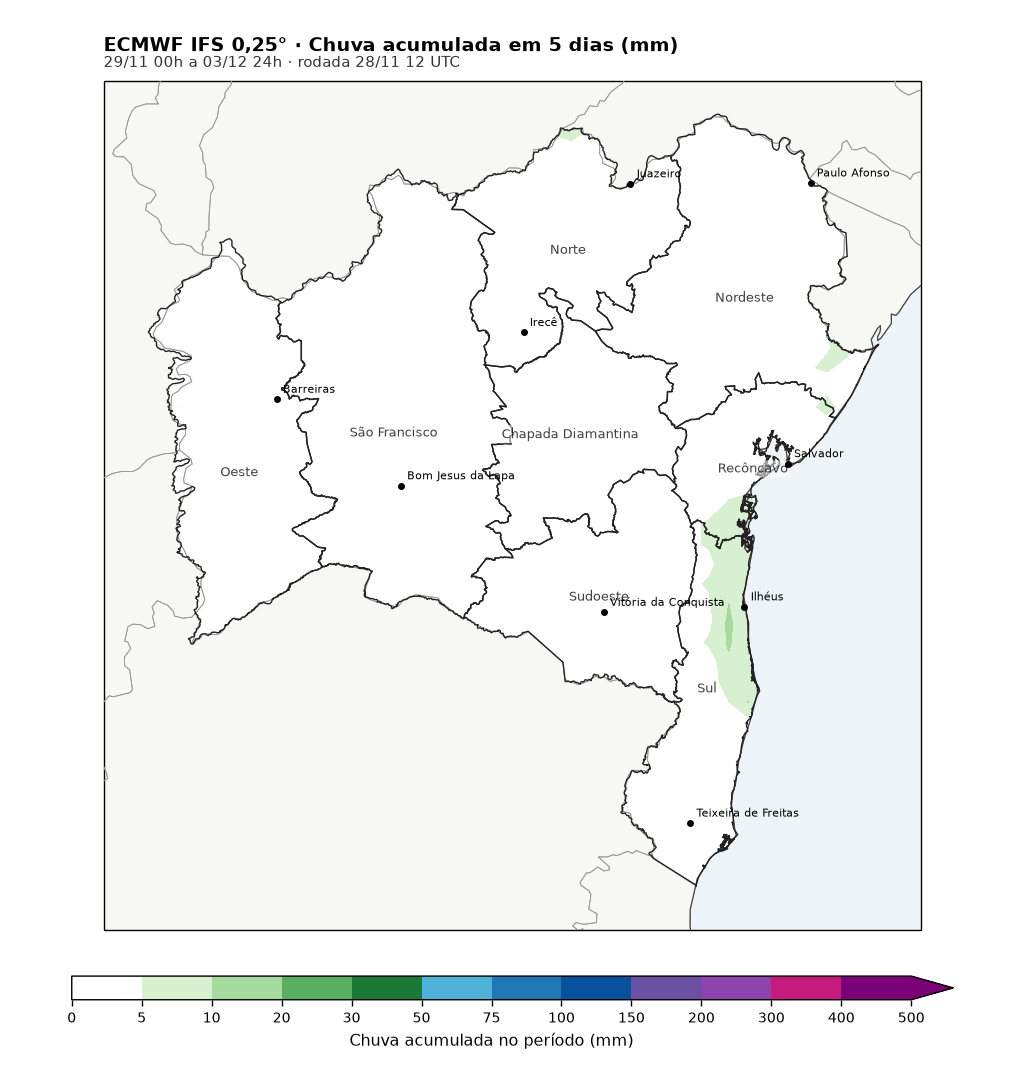 ECMWF IFS 0,25° · Chuva acumulada em 5 dias (mm)
29/11 00h a 03/12 24h · rodada 28/11 12 UTC
Juazeiro
Paulo Afonso
Norte
Nordeste
Irecê
Barreiras
São Francisco
Chapada Diamantina
Salvador
Recôncavo
Oeste
Bom Jesus da Lapa
Sudoeste
Ilhéus
Vitória da Conquista
Sul
Teixeira de Freitas
0 5 10 20 30 50 75 100 150 200 300 400 500
Chuva acumulada no período (mm)